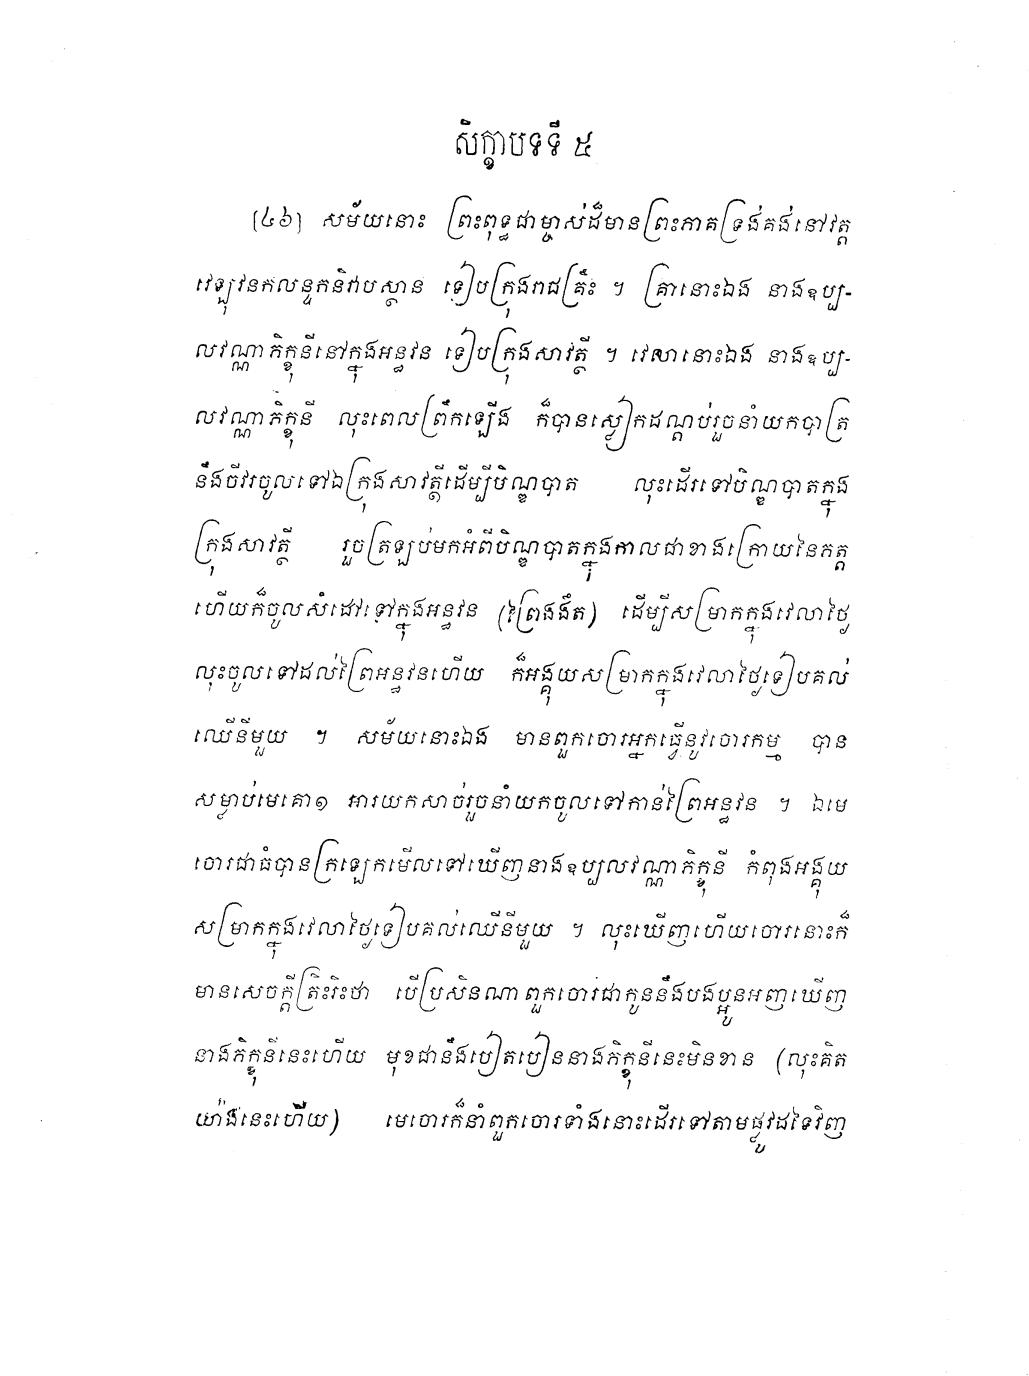 សិក្ខាបទទី ៥
(៤៦) សម័យនោះ ព្រះពុទ្ធជាម្ចាស់ដ៏មានព្រះភាគទ្រង់គង់នៅវត្ត
វេឡុវនកលន្ទកនិវាបស្ថាន ទៀបក្រុងរាជគ្រឹះ ។ គ្រានោះឯង នាងឧប្ប-
លវណ្ណាភិក្ខុនីនៅក្នុងអន្ធវន ទៀបក្រុងសាវត្ថី ។ វេលានោះឯង នាងឧប្ប-
លវណ្ណាភិក្ខុនី លុះពេលព្រឹកឡើង ក៏បានស្លៀកដណ្តប់រួចនាំយកបាត្រ
នឹងចីវរចូលទៅឯក្រុងសាវត្ថីដើម្បីបិណ្ឌបាត លុះដើរទៅបិណ្ឌបាតក្នុង
ក្រុងសាវត្ថី រួចត្រឡប់មកអំពីបិណ្ឌបាតក្នុងកាលជាខាងក្រោយនៃភត្ត
ហើយក៏ចូលសំដៅទៅក្នុងអន្ធវន (ព្រៃងងឹត) ដើម្បីសម្រាកក្នុងវេលាថ្ងៃ
លុះចូលទៅដល់ព្រៃអន្ធវនហើយ ក៏អង្គុយសម្រាកក្នុងវេលាថ្ងៃទៀបគល់
ឈើនីមួយ ។ សម័យនោះឯង មានពួកចោរអ្នកធ្វើនូវចោរកម្ម បាន
សម្លាប់មេគោ១ អារយកសាច់រួចនាំយកចូលទៅកាន់ព្រៃអន្ធវន ។ ឯមេ
ចោរជាធំបានក្រឡេកមើលទៅឃើញនាងឧប្បលវណ្ណាភិក្ខុនី កំពុងអង្គុយ
សម្រាកក្នុងវេលាថ្ងៃទៀបគល់ឈើនីមួយ ។ លុះឃើញហើយចោរនោះក៏
មានសេចក្តីត្រិះរិះថា បើប្រសិនណាពួកចោរជាកូននឹងបងប្អូនអញឃើញ
នាងភិក្ខុនីនេះហើយ មុខជានឹងបៀតបៀននាងភិក្ខុនីនេះមិនខាន (លុះគិត
យ៉ាងនេះហើយ) មេចោរក៏នាំពួកចោរទាំងនោះដើរទៅតាមផ្លូវដទៃវិញ